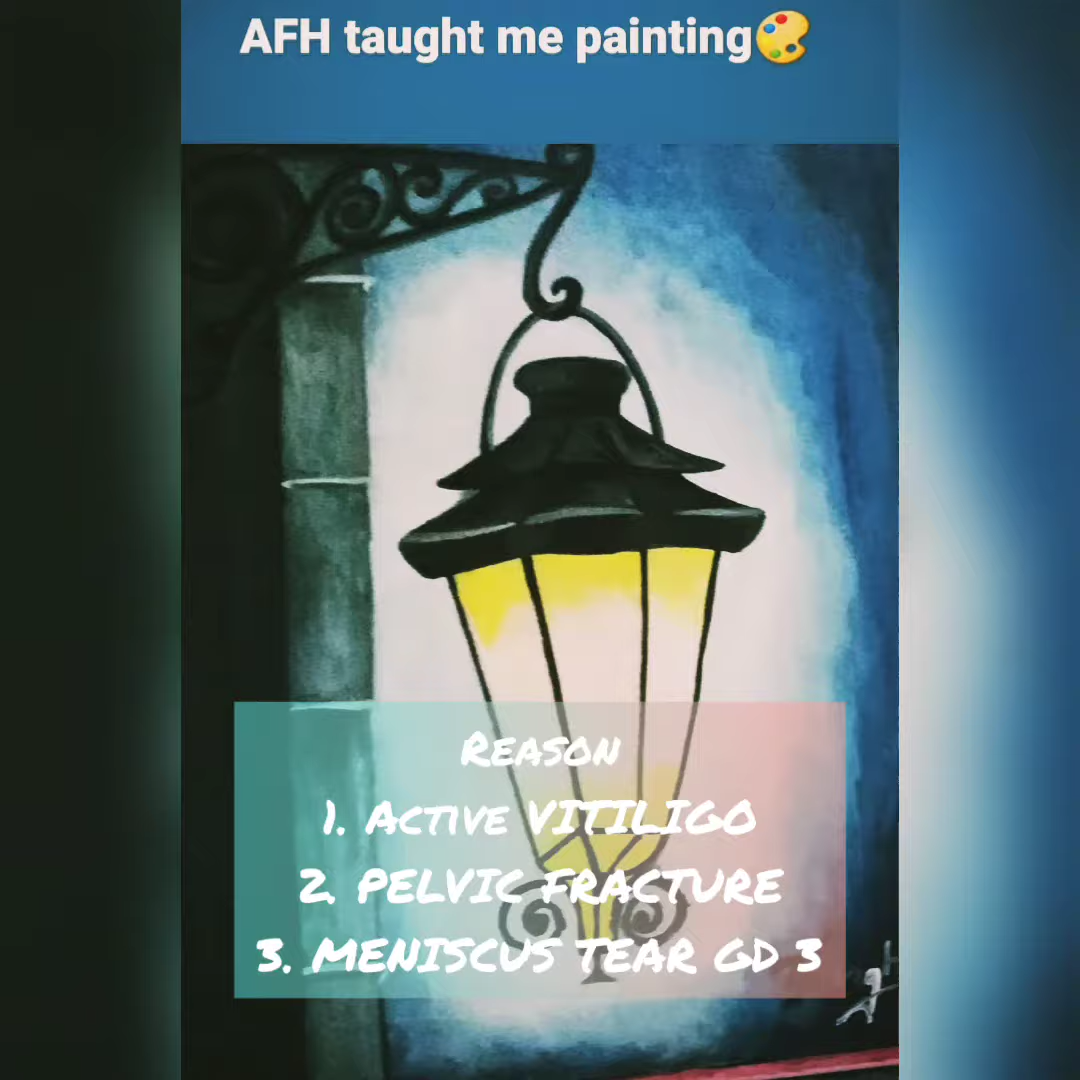 AFH taught me painting🎨
REASON
1. ACTIVE VITILIGO
2. PELVIC FRACTURE
3. MENISCUS TEAR GD 3